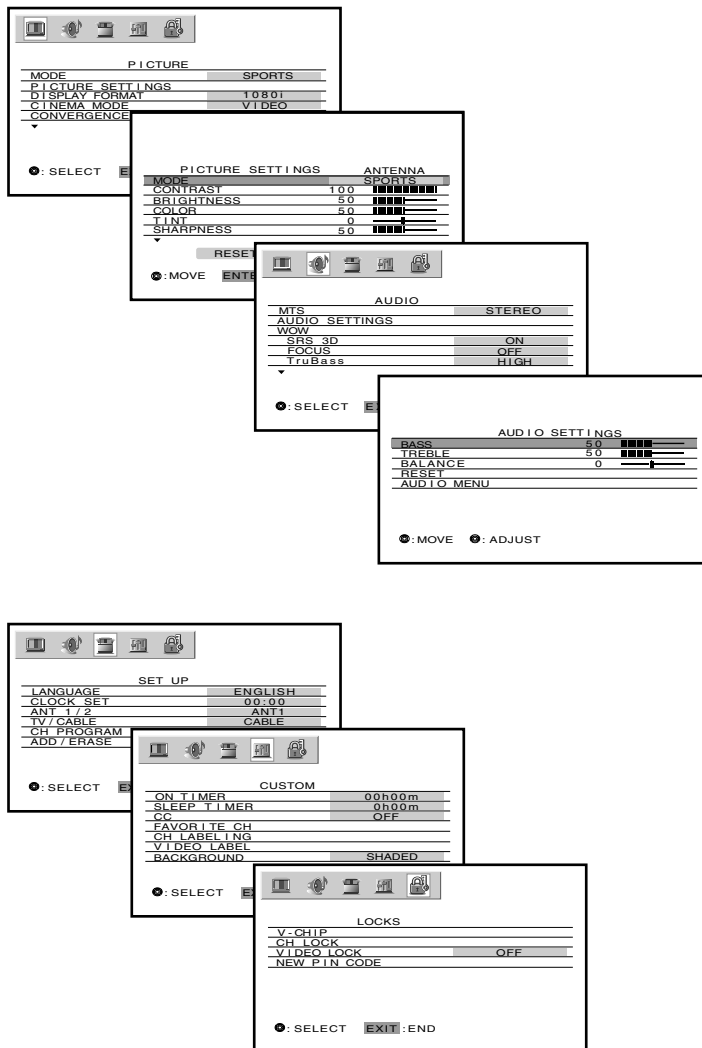 PICTURE
MODE SPORTS
PICTURE SETTINGS
DISPLAY FORMAT 1080i
CINEMA MODE VIDEO
CONVERGENCE
: SELECT
PICTURE SETTINGS ANTENNA
MODE SPORTS
CONTRAST 100
BRIGHTNESS 50
COLOR 50
TINT 0
SHARPNESS 50
RESET
:MOVE
AUDIO
MTS STEREO
AUDIO SETTINGS
WOW
SRS 3D ON
FOCUS OFF
TruBass HIGH
:SELECT
AUDIO SETTINGS
BASS 50
TREBLE 50
BALANCE 0
RESET
AUDIO MENU
:MOVE : ADJUST
SET UP
LANGUAGE ENGLISH
CLOCK SET 00:00
ANT 1/2 ANT1
TV/CABLE CABLE
CH PROGRAM
ADD/ERASE
: SELECT
CUSTOM
ON TIMER 00h00m
SLEEP TIMER 0h00m
CC OFF
FAVORITE CH
CH LABELING
VIDEO LABEL
BACKGROUND SHADED
: SELECT
LOCKS
V-CHIP
CH LOCK
VIDEO LOCK OFF
NEW PIN CODE
: SELECT EXIT :END